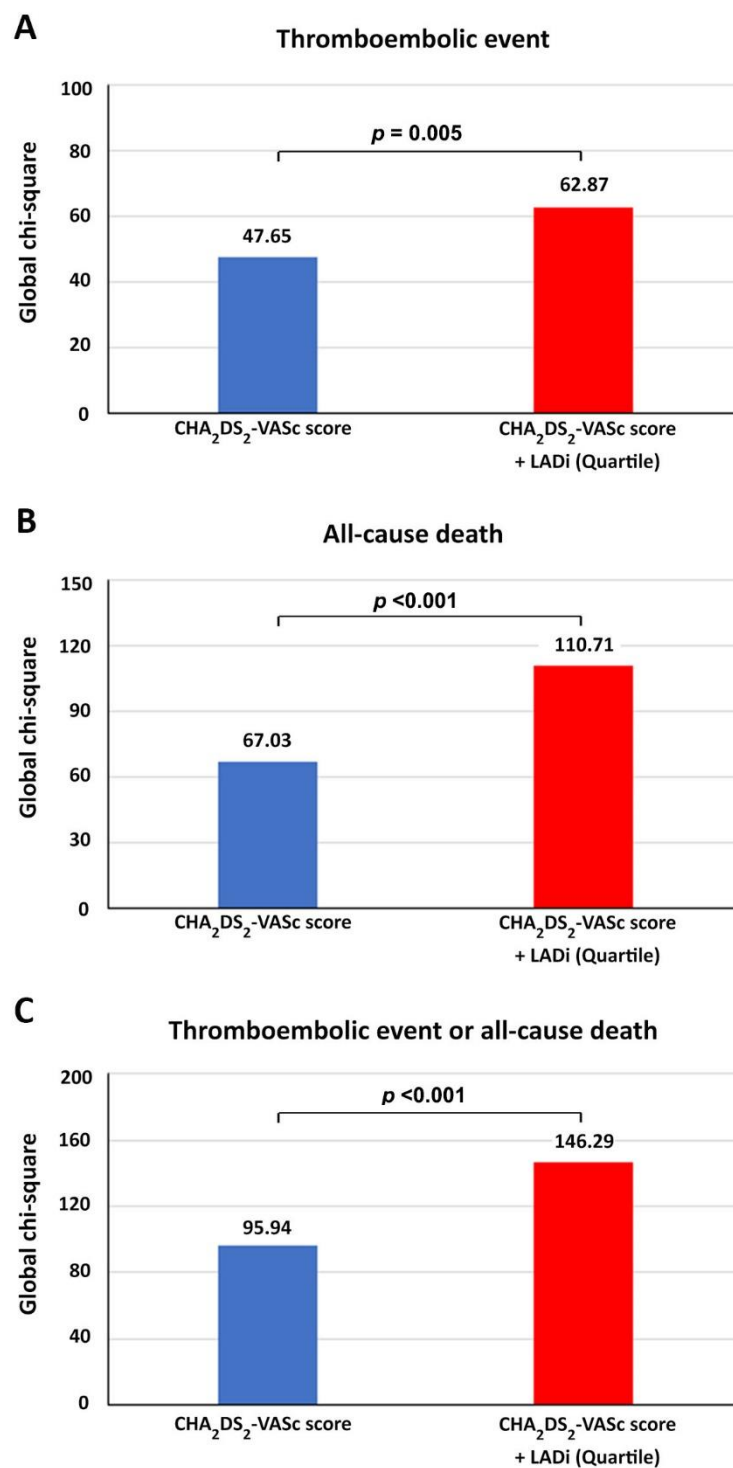 A
Thromboembolic event
Global chi-square
100
80
60
40
20
0
p = 0.005
47.65
62.87
CHA₂DS₂-VASc score
CHA₂DS₂-VASc score
+ LADi (Quartile)
B
All-cause death
Global chi-square
150
120
90
60
30
0
p <0.001
67.03
110.71
CHA₂DS₂-VASc score
CHA₂DS₂-VASc score
+ LADi (Quartile)
C
Thromboembolic event or all-cause death
Global chi-square
200
160
120
80
40
0
p <0.001
95.94
146.29
CHA₂DS₂-VASc score
CHA₂DS₂-VASc score
+ LADi (Quartile)